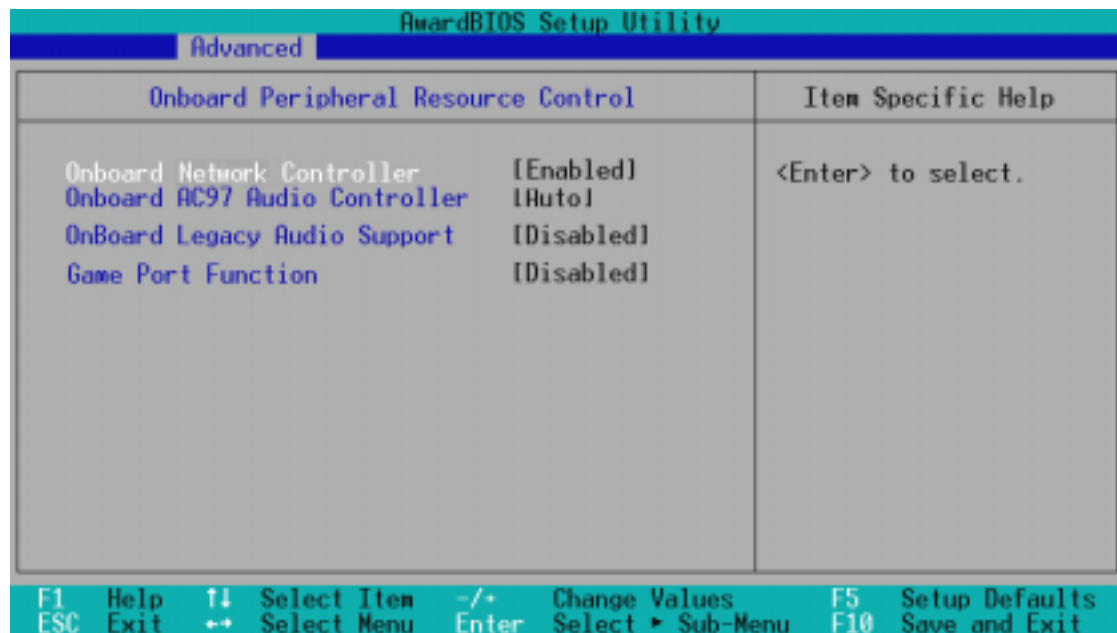 AwardBIOS Setup Utility
Advanced
Onboard Peripheral Resource Control
Item Specific Help
Onboard Network Controller [Enabled]
Onboard AC97 Audio Controller [Auto]
OnBoard Legacy Audio Support [Disabled]
Game Port Function [Disabled]
<Enter> to select.
F1 Help ↑↓ Select Item -/+ Change Values F5 Setup Defaults
ESC Exit ←→ Select Menu Enter Select ► Sub-Menu F10 Save and Exit